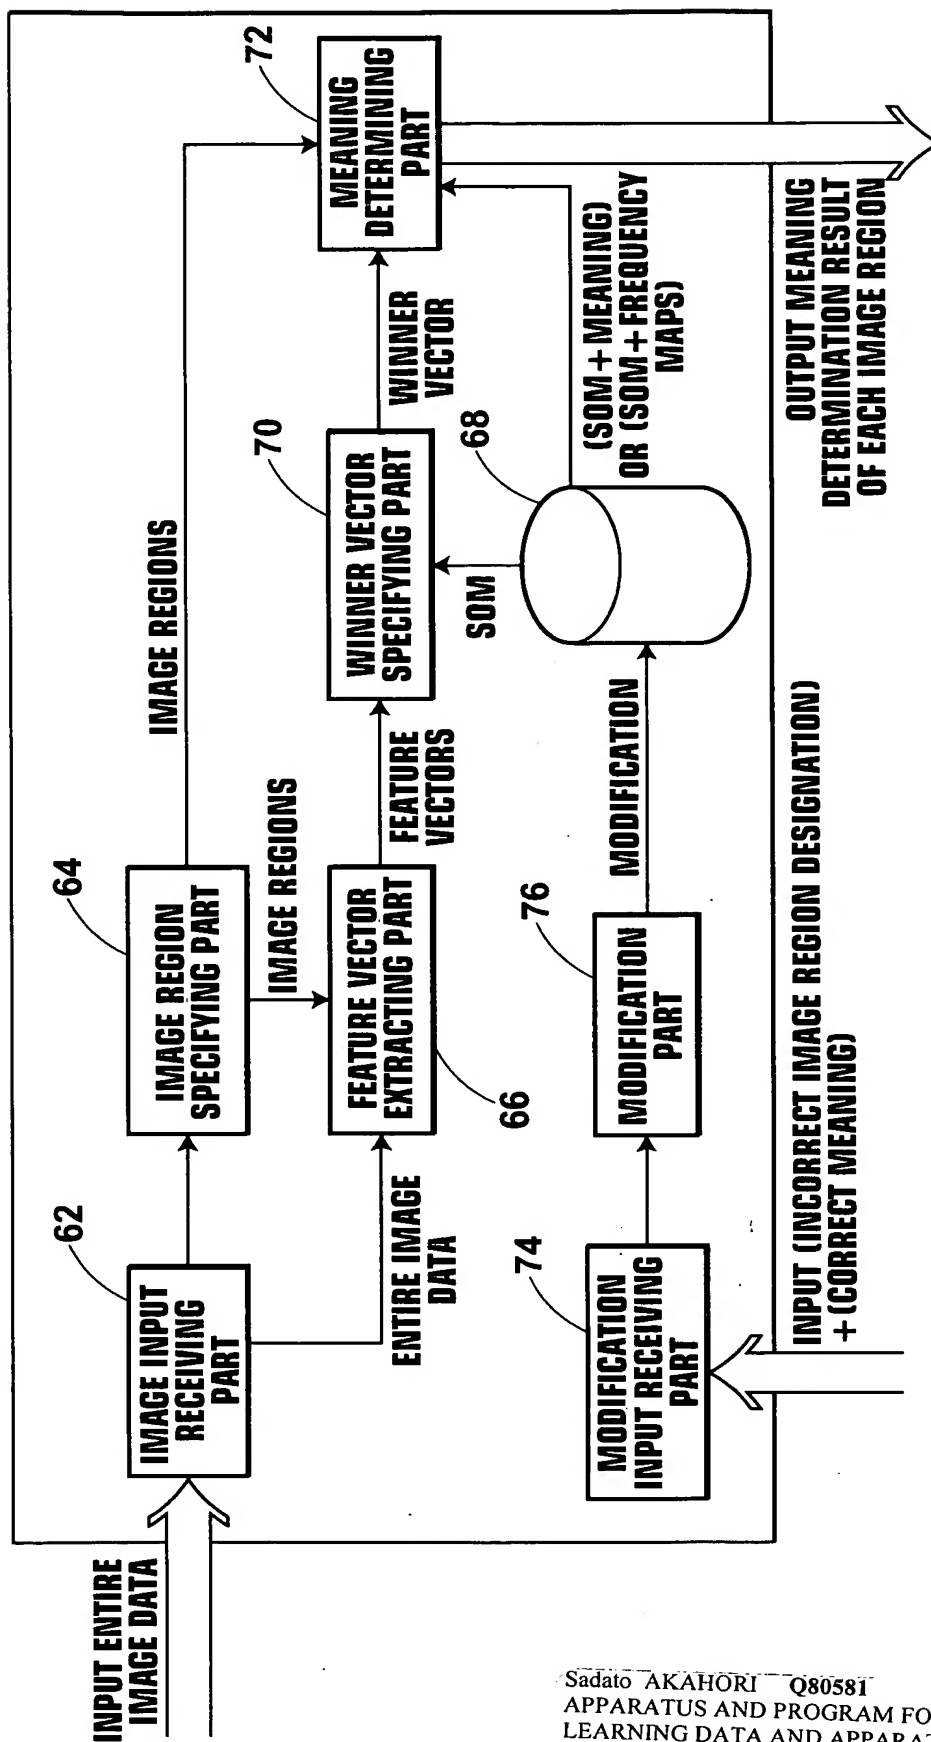 INPUT ENTIRE
IMAGE DATA
62
IMAGE INPUT
RECEIVING
PART
64
IMAGE REGION
SPECIFYING PART
IMAGE REGIONS
72
MEANING
DETERMINING
PART
IMAGE REGIONS
ENTIRE IMAGE
DATA
FEATURE VECTOR
EXTRACTING PART
66
FEATURE
VECTORS
70
WINNER VECTOR
SPECIFYING PART
WINNER
VECTOR
SOM
68
(SOM+MEANING)
OR (SOM+FREQUENCY
MAPS)
74
MODIFICATION
INPUT RECEIVING
PART
76
MODIFICATION
PART
MODIFICATION
INPUT (INCORRECT IMAGE REGION DESIGNATION)
+(CORRECT MEANING)
OUTPUT MEANING
DETERMINATION RESULT
OF EACH IMAGE REGION
Sadato AKAHORI Q80581
APPARATUS AND PROGRAM FO
LEARNING DATA AND APPARAT